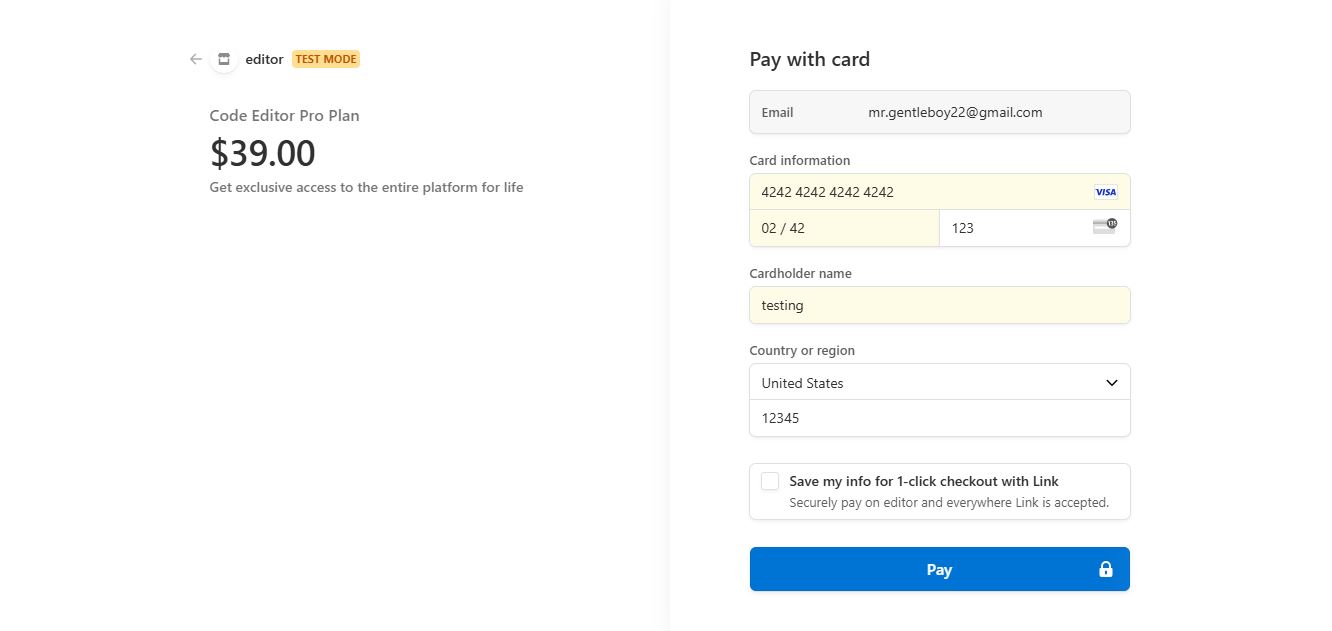 editor TEST MODE
Code Editor Pro Plan
$39.00
Get exclusive access to the entire platform for life
Pay with card
Email mr.gentleboy22@gmail.com
Card information
4242 4242 4242 4242 VISA
02 / 42 123 135
Cardholder name
testing
Country or region
United States
12345
Save my info for 1-click checkout with Link
Securely pay on editor and everywhere Link is accepted.
Pay